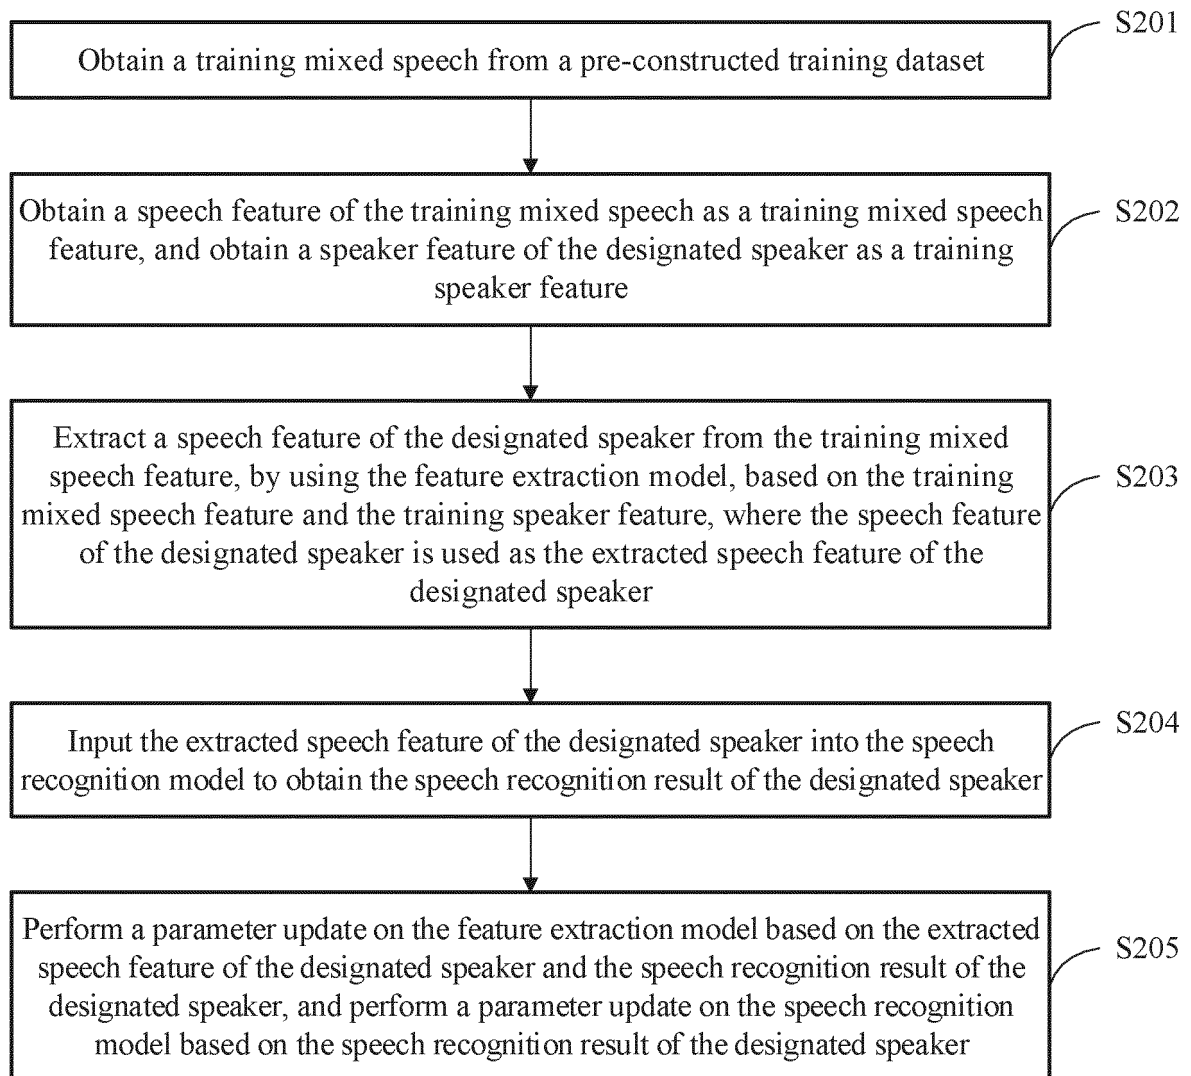 S201
Obtain a training mixed speech from a pre-constructed training dataset
S202
Obtain a speech feature of the training mixed speech as a training mixed speech
feature, and obtain a speaker feature of the designated speaker as a training
speaker feature
S203
Extract a speech feature of the designated speaker from the training mixed
speech feature, by using the feature extraction model, based on the training
mixed speech feature and the training speaker feature, where the speech feature
of the designated speaker is used as the extracted speech feature of the
designated speaker
S204
Input the extracted speech feature of the designated speaker into the speech
recognition model to obtain the speech recognition result of the designated speaker
S205
Perform a parameter update on the feature extraction model based on the extracted
speech feature of the designated speaker and the speech recognition result of the
designated speaker, and perform a parameter update on the speech recognition
model based on the speech recognition result of the designated speaker